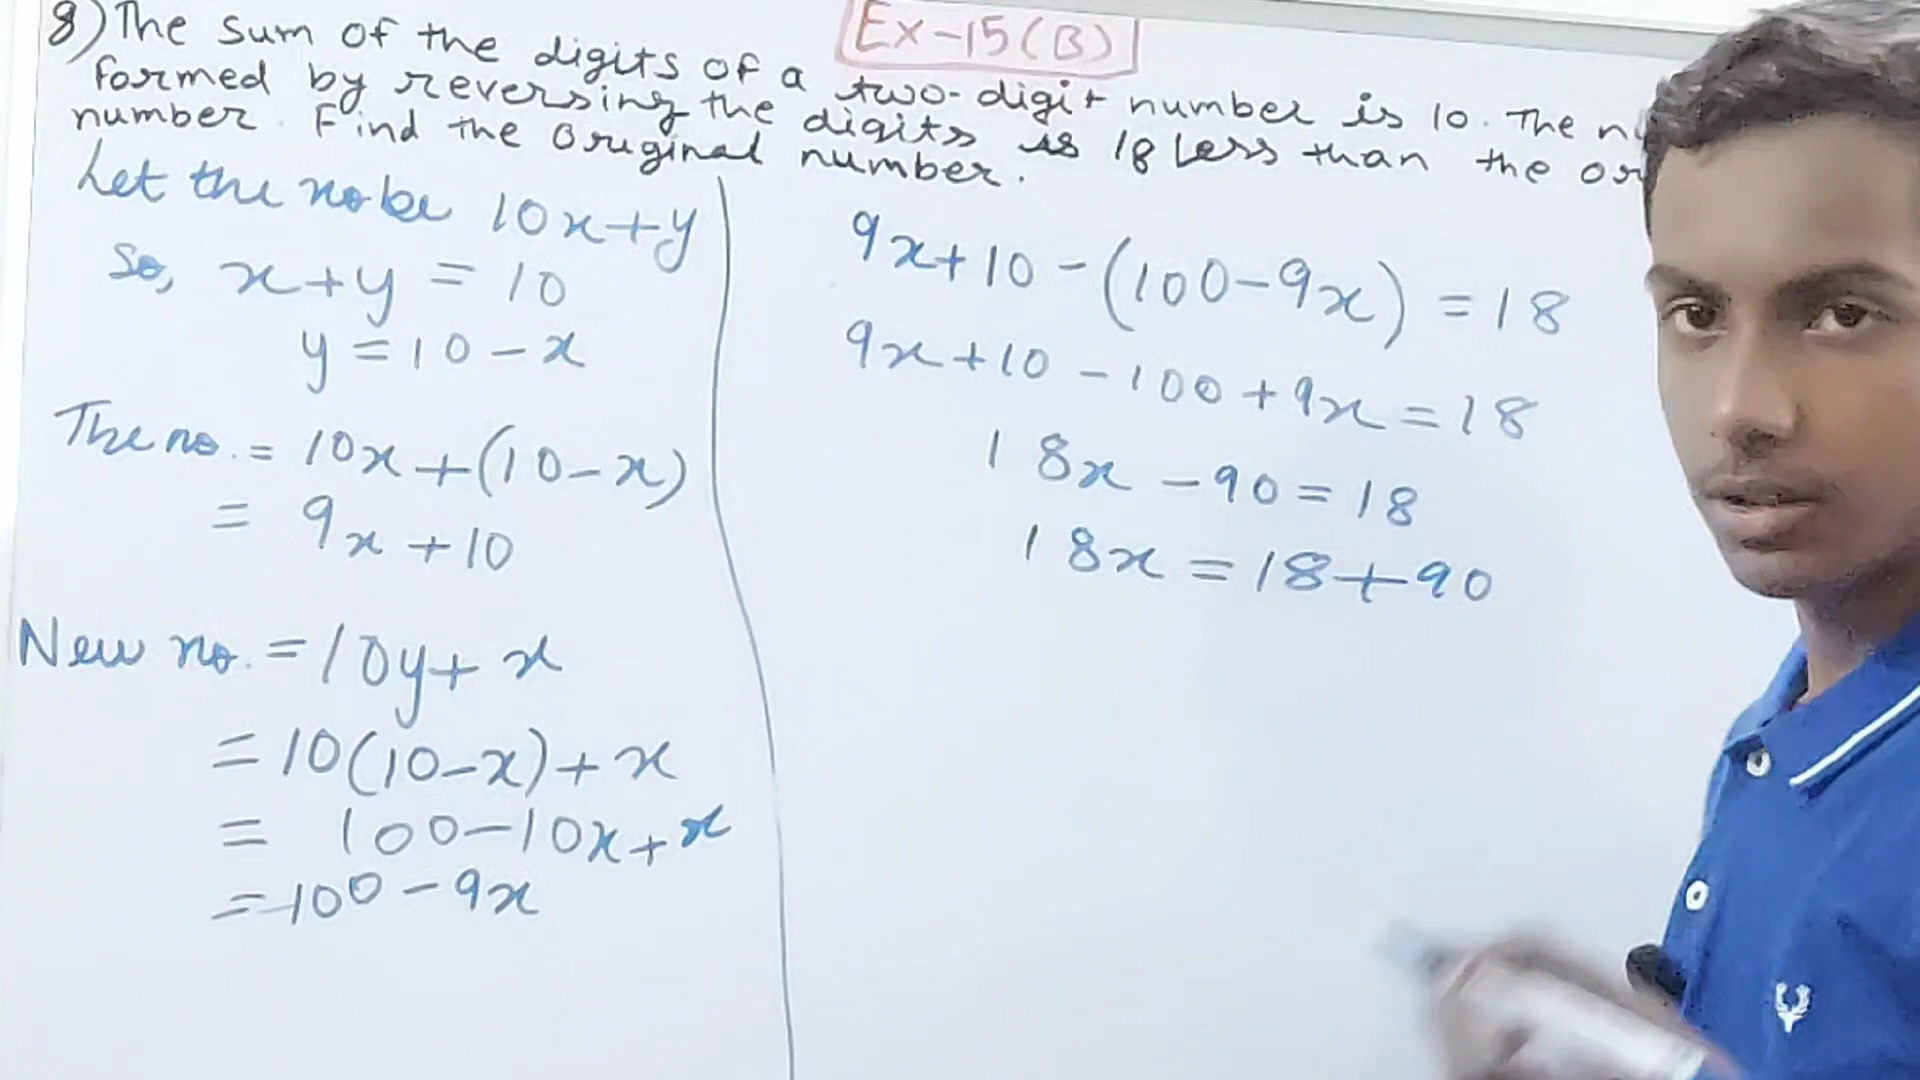 Ex-15(B)
8) The sum of the digits of a two-digit number is 10. The
formed by reversing the digits is 18 less than the
number. Find the original number.
Let the no be 10x+y
So, x+y = 10
y = 10 - x
The no. = 10x+(10-x)
= 9x+10
New no. = 10y+x
= 10(10-x)+x
= 100-10x+x
= 100-9x
9x+10-(100-9x) = 18
9x+10-100+9x = 18
18x-90 = 18
18x = 18+90